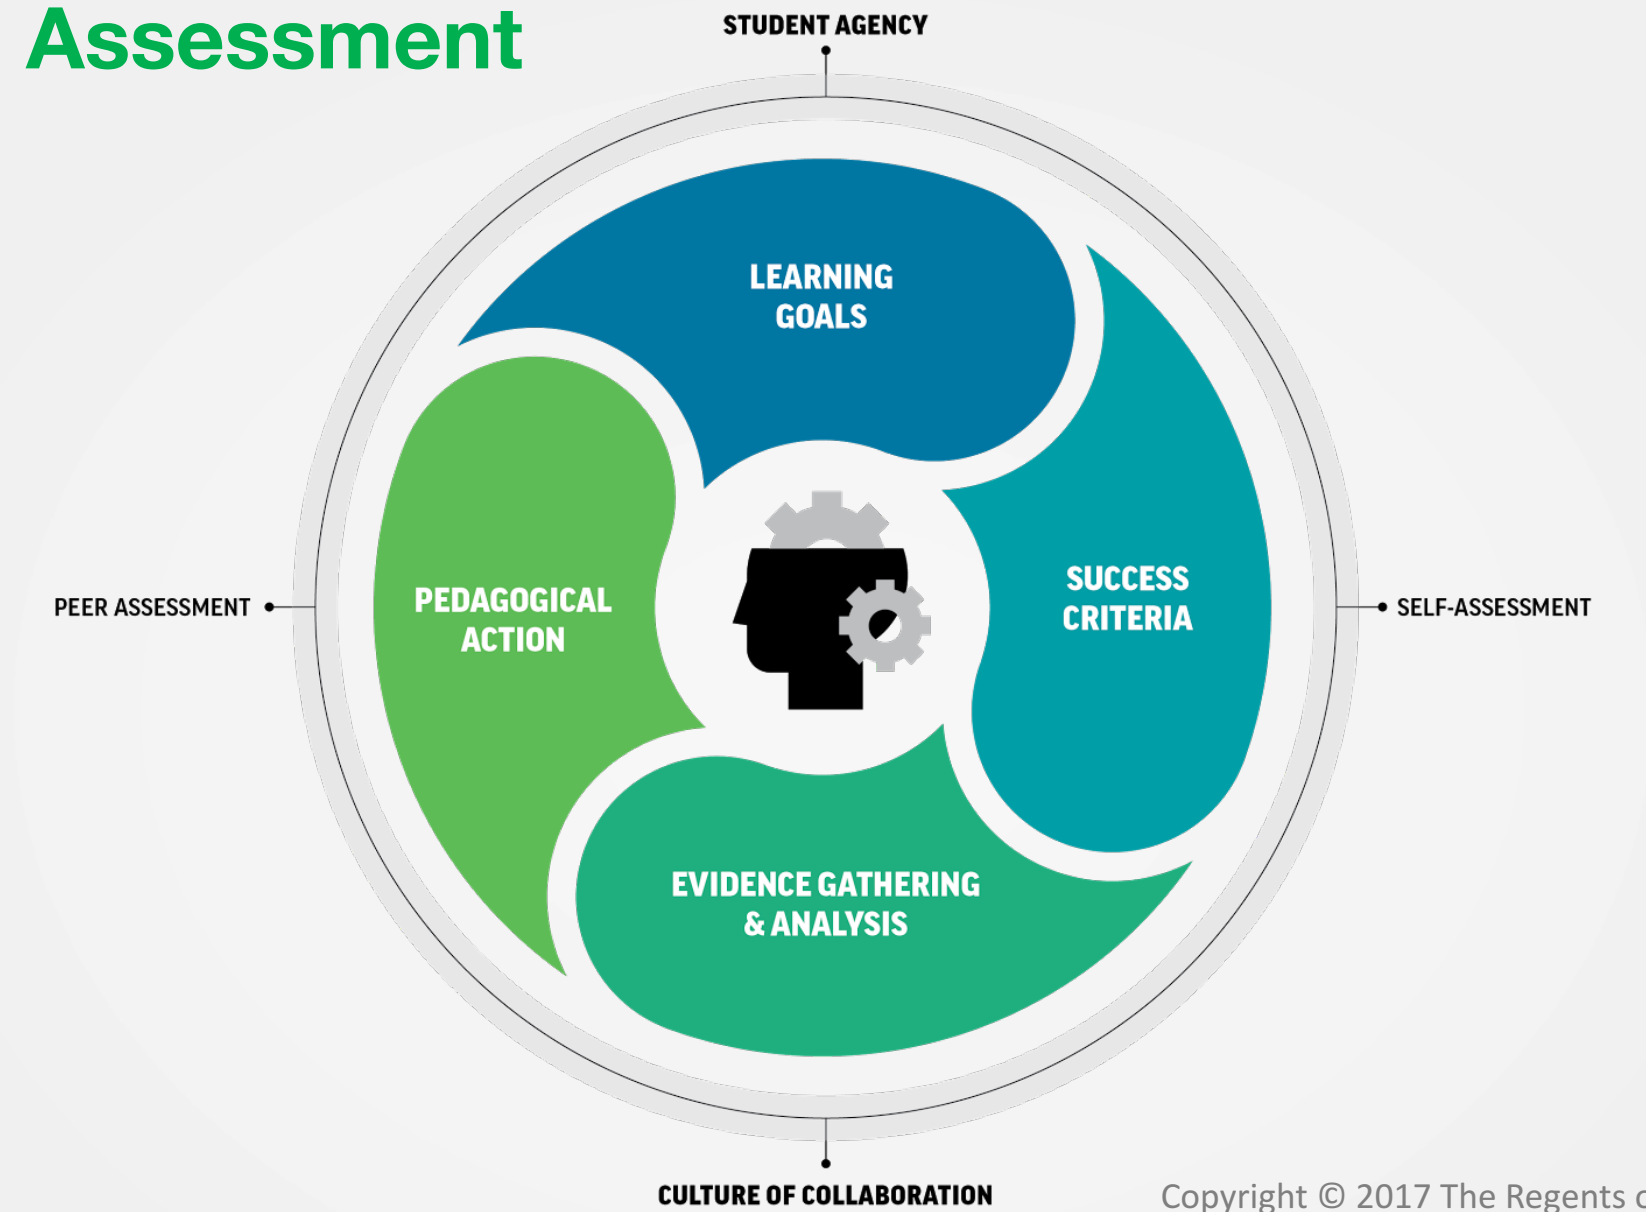 Assessment
STUDENT AGENCY
LEARNING
GOALS
SUCCESS
CRITERIA
PEDAGOGICAL
ACTION
PEER ASSESSMENT
SELF-ASSESSMENT
EVIDENCE GATHERING
& ANALYSIS
CULTURE OF COLLABORATION
Copyright © 2017 The Regents